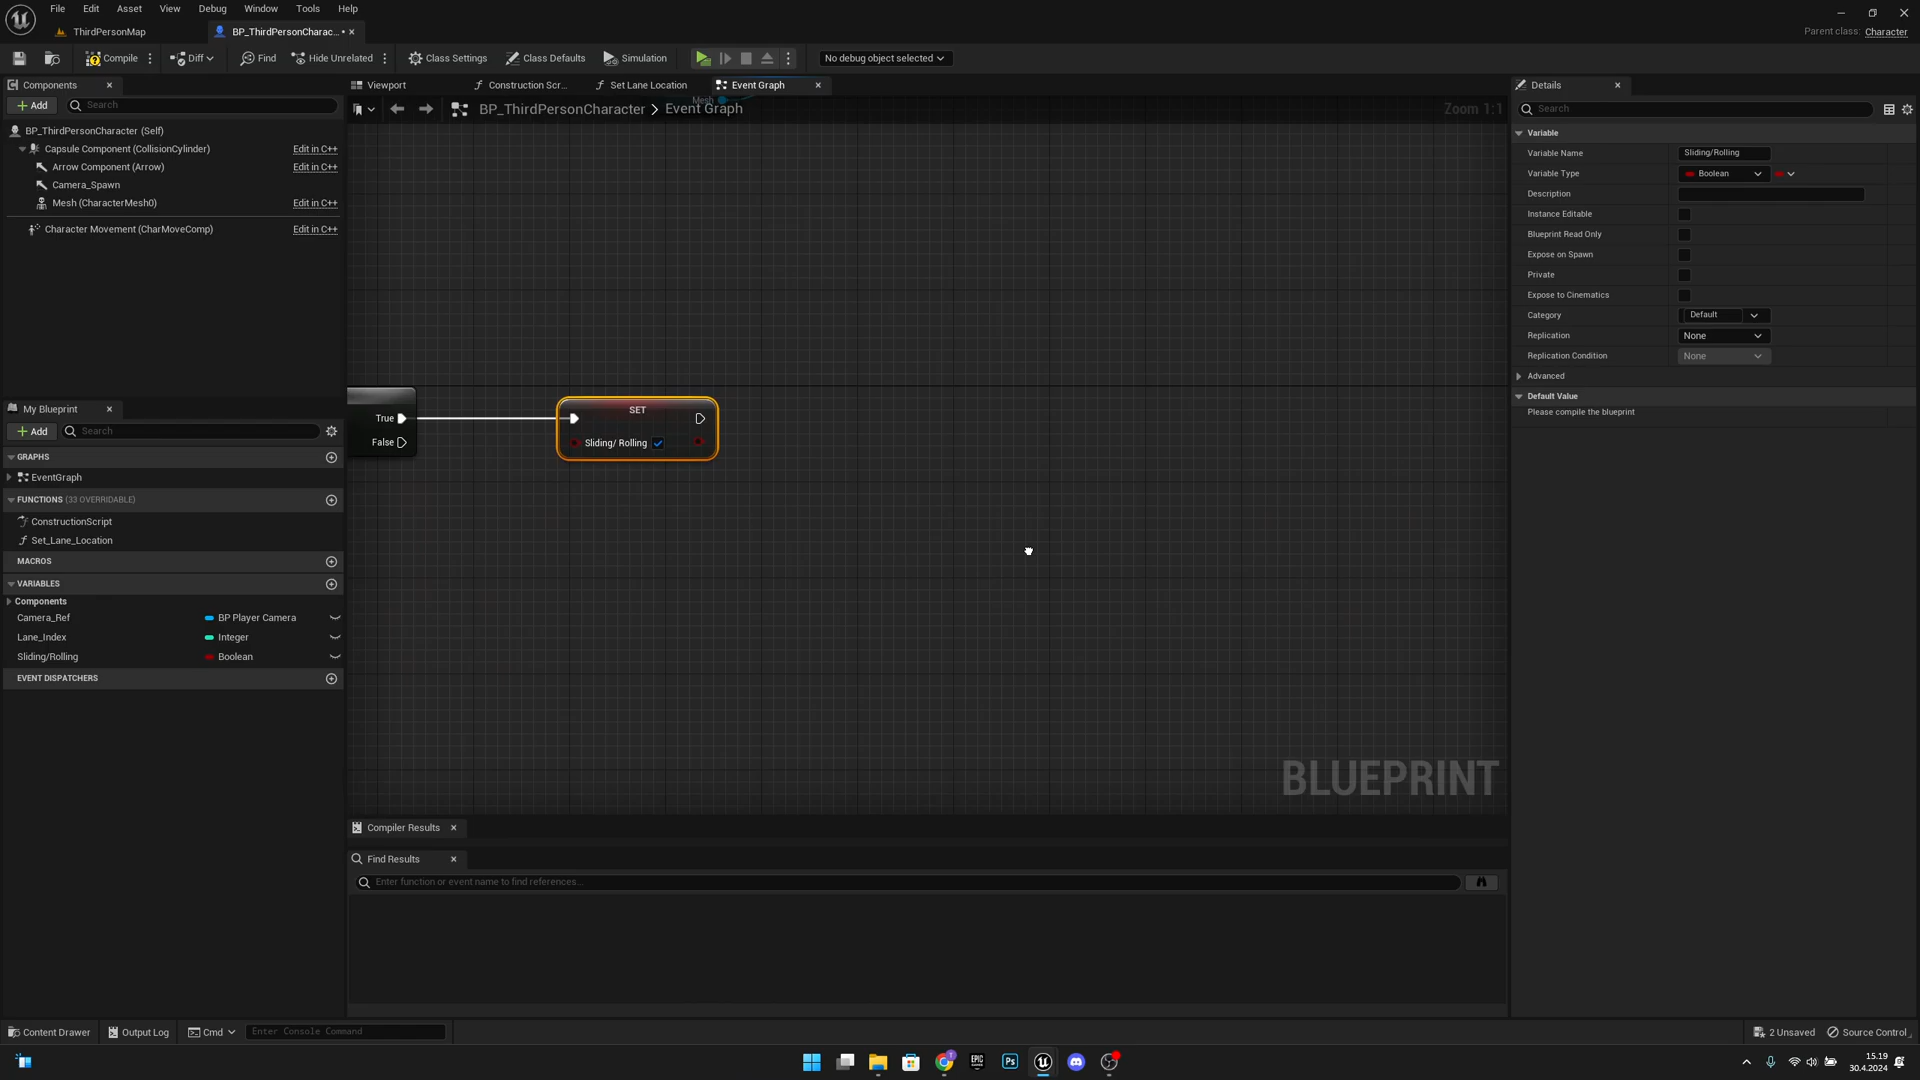 File Edit Asset View Debug Window Tools Help
ThirdPersonMap
BP_ThirdPersonCharac...
Parent class: Character
Compile Diff Find Hide Unrelated Class Settings Class Defaults Simulation No debug object selected
Components
Add Search
BP_ThirdPersonCharacter (Self)
Capsule Component (CollisionCylinder) Edit in C++
Arrow Component (Arrow) Edit in C++
Camera_Spawn
Mesh (CharacterMesh0) Edit in C++
Character Movement (CharMoveComp) Edit in C++
My Blueprint
Add Search
GRAPHS
EventGraph
FUNCTIONS (33 OVERRIDABLE)
ConstructionScript
Set_Lane_Location
MACROS
VARIABLES
Components
Camera_Ref BP Player Camera
Lane_Index Integer
Sliding/Rolling Boolean
EVENT DISPATCHERS
Viewport Construction Scr... Set Lane Location Event Graph
Mesh
BP_ThirdPersonCharacter > Event Graph Zoom 1:1
True
False
SET
Sliding/ Rolling
BLUEPRINT
Compiler Results
Find Results
Enter function or event name to find references...
Details
Search
Variable
Variable Name Sliding/Rolling
Variable Type Boolean
Description
Instance Editable
Blueprint Read Only
Expose on Spawn
Private
Expose to Cinematics
Category Default
Replication None
Replication Condition None
Advanced
Default Value
Please compile the blueprint
Content Drawer Output Log Cmd Enter Console Command 2 Unsaved Source Control
EPIC Ps
15.19
30.4.2024